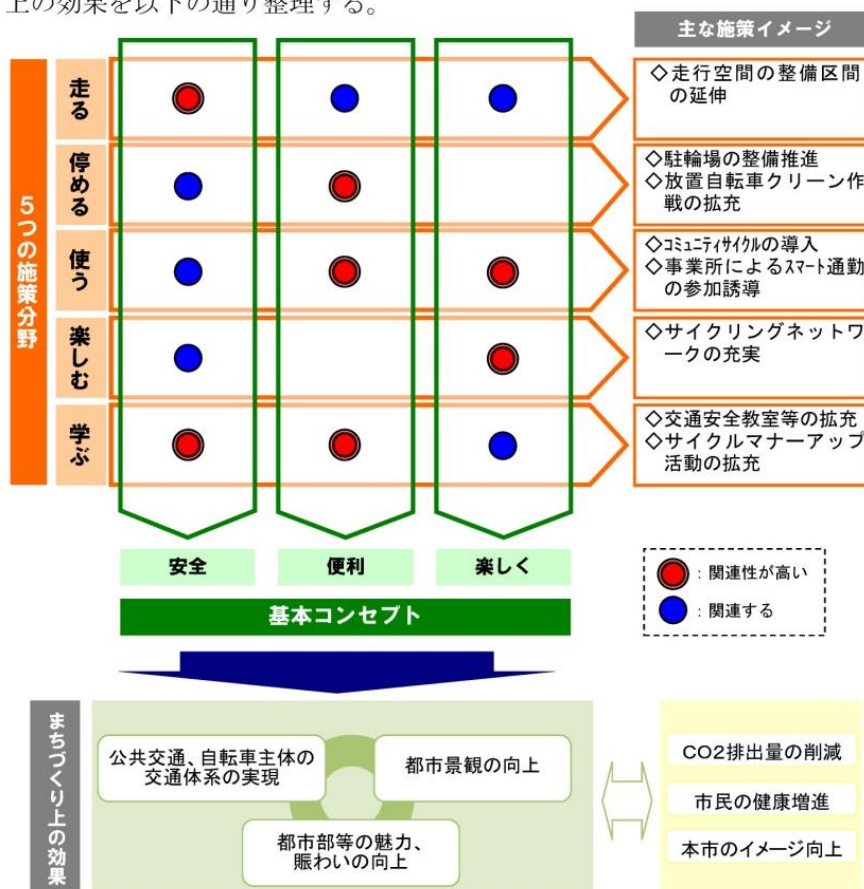 上の効果を以下の通り整理する。
主な施策イメージ
5つの施策分野
走る
◇走行空間の整備区間
の延伸
停める
◇駐輪場の整備推進
◇放置自転車クリーン作
戦の拡充
使う
◇コミュニティサイクルの導入
◇事業所によるスマート通勤
の参加誘導
楽しむ
◇サイクリングネットワ
ークの充実
学ぶ
◇交通安全教室等の拡充
◇サイクルマナーアップ
活動の拡充
安全
便利
楽しく
基本コンセプト
：関連性が高い
：関連する
まちづくり上の効果
公共交通、自転車主体の
交通体系の実現
都市景観の向上
都市部等の魅力、
賑わいの向上
CO2排出量の削減
市民の健康増進
本市のイメージ向上